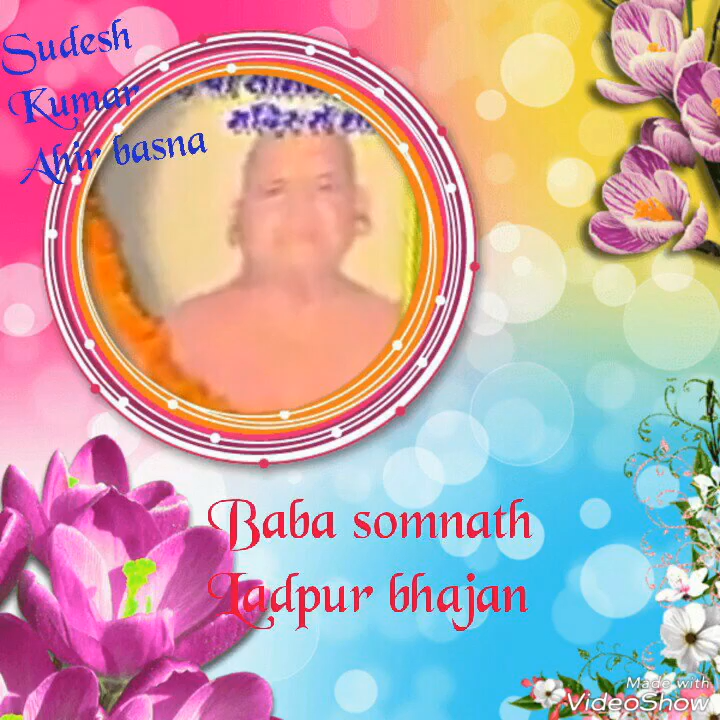 Sudesh
Kumar
Ahir basna
मंदिर में
Baba somnath
Ladpur bhajan
Made with
VideoShow